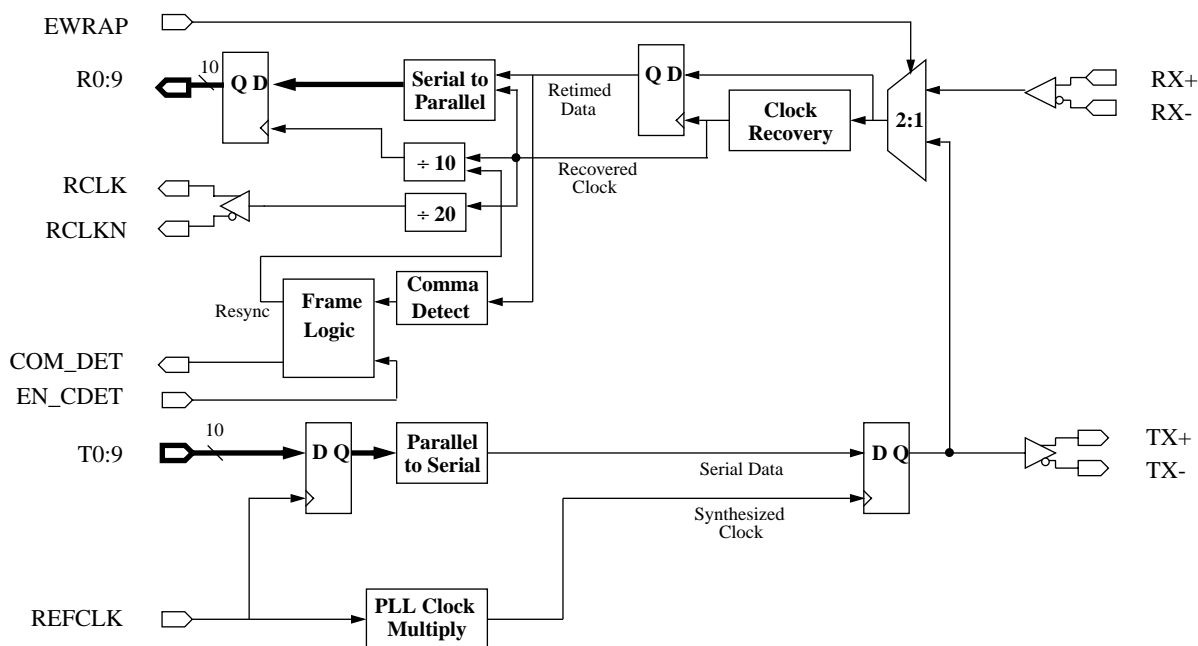 EWRAP
R0:9
10
Q D
Serial to
Parallel
Retimed
Data
Q D
Clock
Recovery
2:1
RX+
RX-
÷ 10
Recovered
Clock
RCLK
RCLKN
÷ 20
Resync
Frame
Logic
Comma
Detect
COM_DET
EN_CDET
T0:9
10
D Q
Parallel
to Serial
Serial Data
D Q
TX+
TX-
Synthesized
Clock
REFCLK
PLL Clock
Multiply